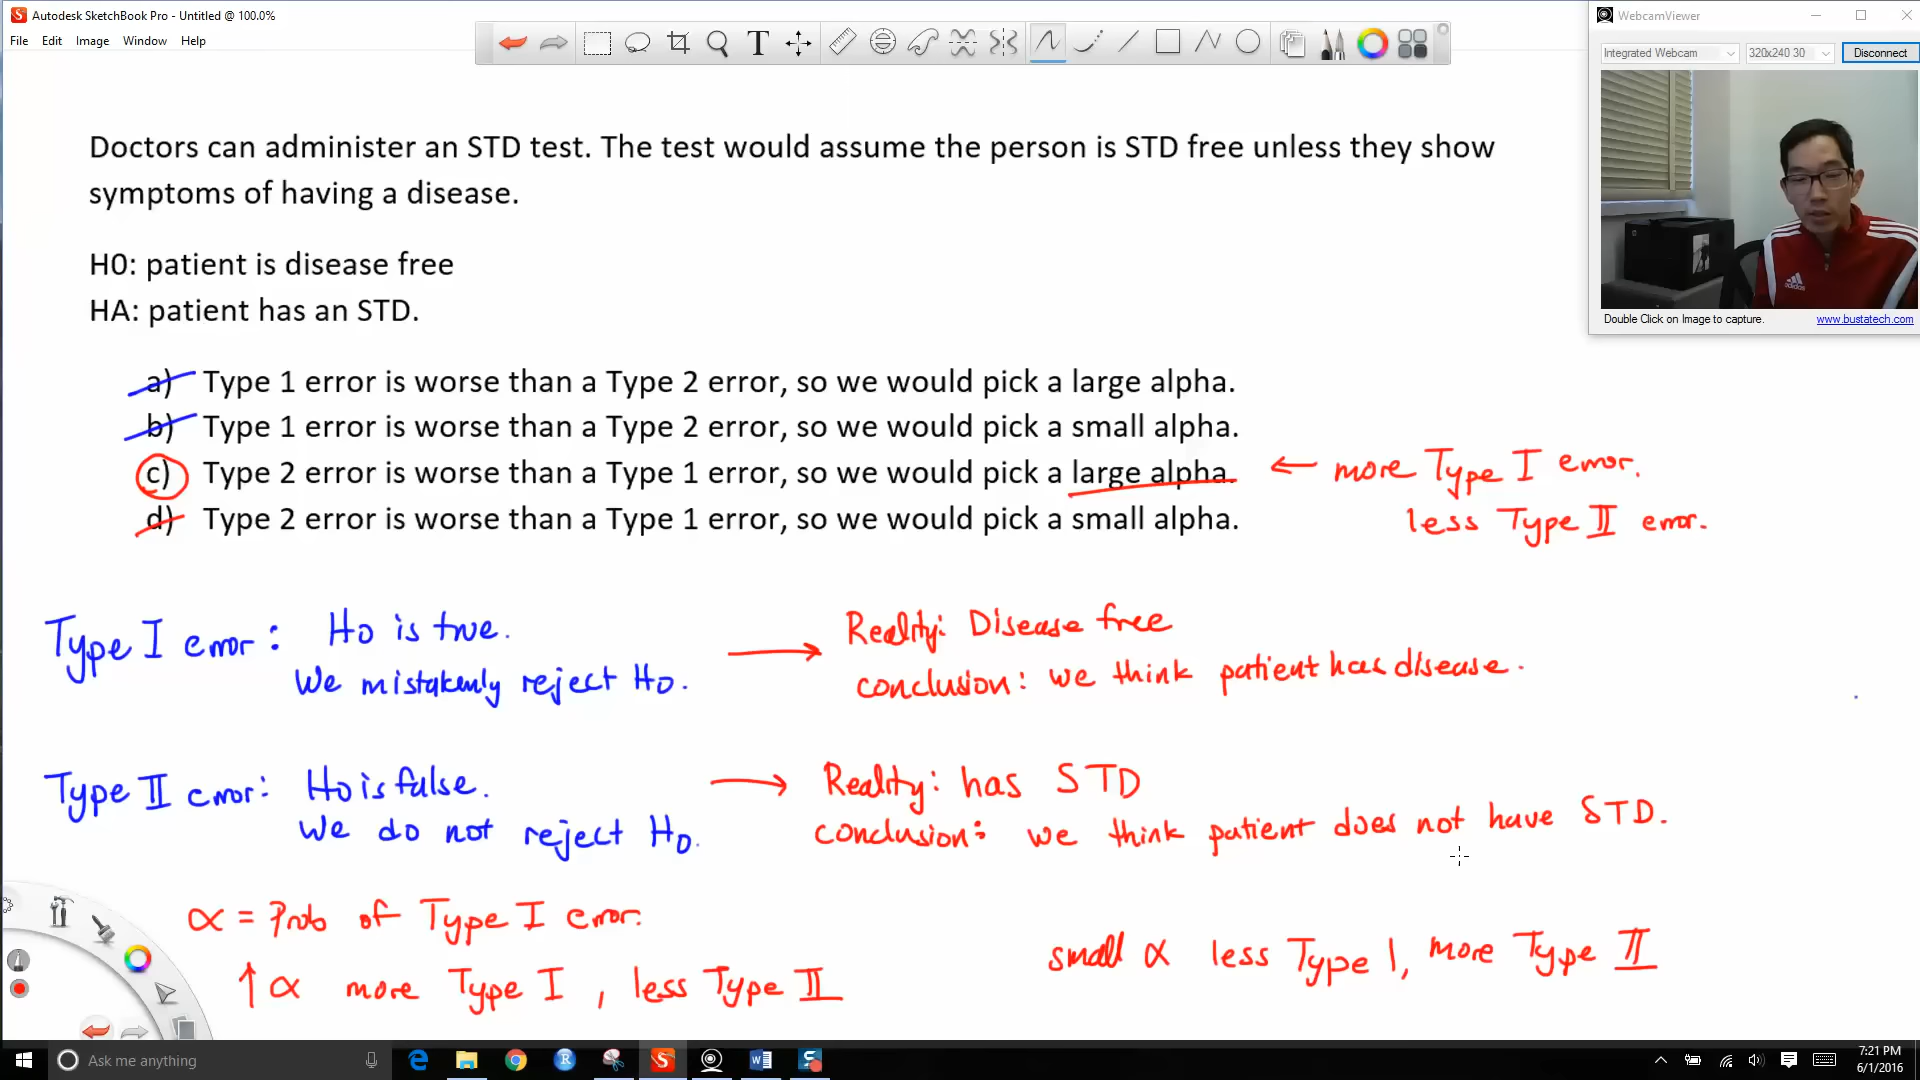 Autodesk SketchBook Pro - Untitled @ 100.0%
File Edit Image Window Help
WebcamViewer
Integrated Webcam 320x240 30 Disconnect
adidas
Double Click on Image to capture. www.bustatech.com
Doctors can administer an STD test. The test would assume the person is STD free unless they show
symptoms of having a disease.
H0: patient is disease free
HA: patient has an STD.
a) Type 1 error is worse than a Type 2 error, so we would pick a large alpha.
b) Type 1 error is worse than a Type 2 error, so we would pick a small alpha.
c) Type 2 error is worse than a Type 1 error, so we would pick a large alpha. ← more Type I error.
less Type II error.
d) Type 2 error is worse than a Type 1 error, so we would pick a small alpha.
Type I error: Ho is true. → Reality: Disease free
We mistakenly reject Ho. conclusion: we think patient has disease.
Type II error: Ho is false. → Reality: has STD
We do not reject Ho. conclusion: we think patient does not have STD.
α = Prob of Type I error.
↑ α more Type I, less Type II
small α less Type 1, more Type II
Ask me anything
7:21 PM
6/1/2016